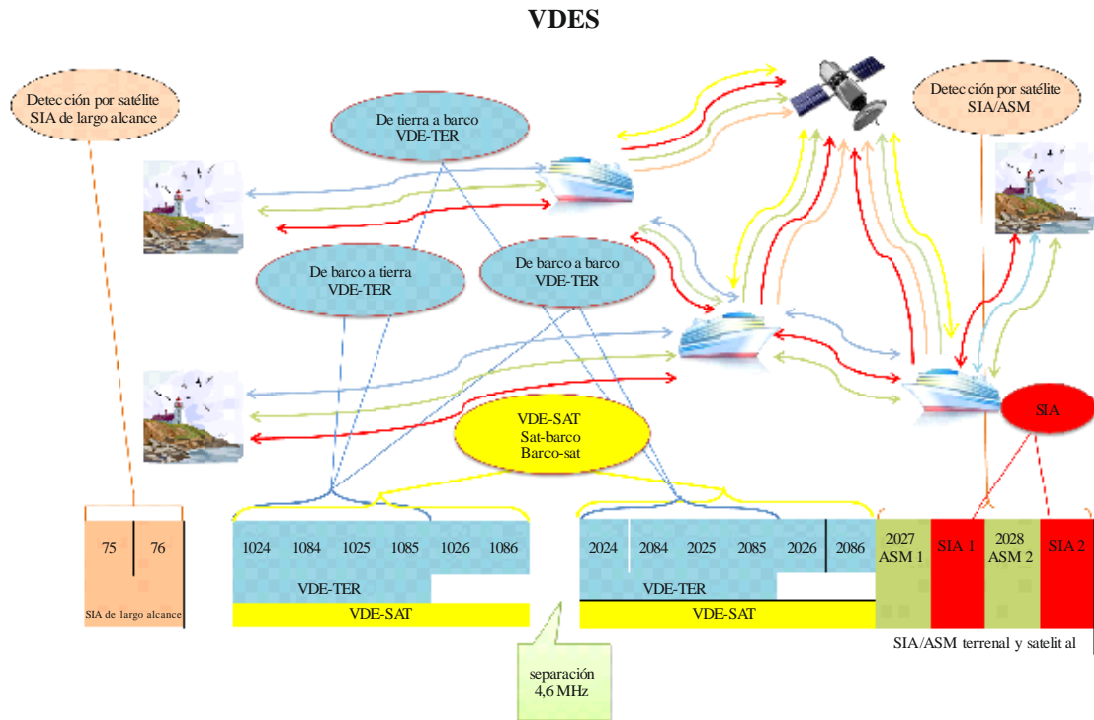 VDES
Detección por satélite
SIA de largo alcance
De tierra a barco
VDE-TER
Detección por satélite
SIA/ASM
De barco a tierra
VDE-TER
De barco a barco
VDE-TER
VDE-SAT
Sat-barco
Barco-sat
SIA
75 76
SIA de largo alcance
1024 1084 1025 1085 1026 1086
VDE-TER
VDE-SAT
2024 2084 2025 2085 2026 2086
VDE-TER
VDE-SAT
2027
ASM 1
SIA 1
2028
ASM 2
SIA 2
SIA/ASM terrenal y satelital
separación
4,6 MHz